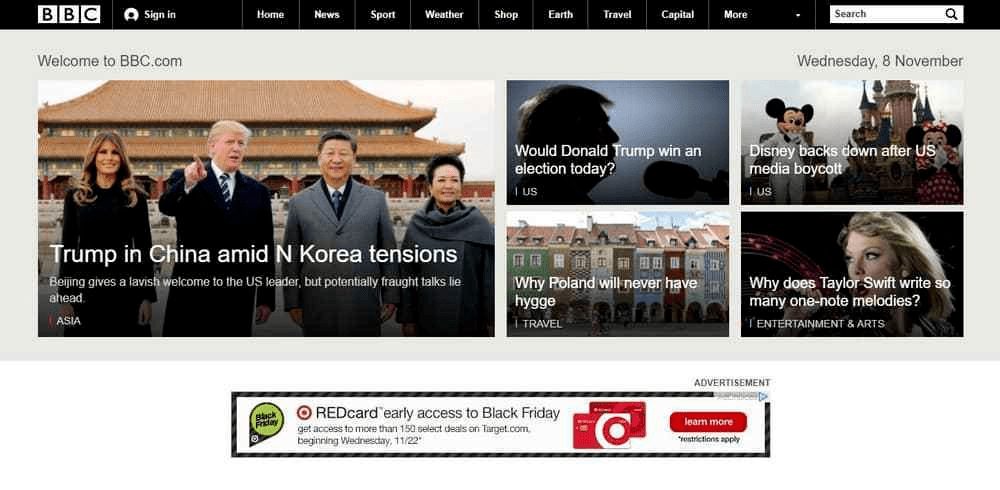 BBC Sign in Home News Sport Weather Shop Earth Travel Capital More Search
Welcome to BBC.com Wednesday, 8 November
Trump in China amid N Korea tensions
Beijing gives a lavish welcome to the US leader, but potentially fraught talks lie
ahead.
ASIA
Would Donald Trump win an
election today?
US
Disney backs down after US
media boycott
US
Why Poland will never have
hygge
TRAVEL
Why does Taylor Swift write so
many one-note melodies?
ENTERTAINMENT & ARTS
ADVERTISEMENT
Black
Friday
REDcard™ early access to Black Friday
get access to more than 150 select deals on Target.com,
beginning Wednesday, 11/22*
learn more
*restrictions apply